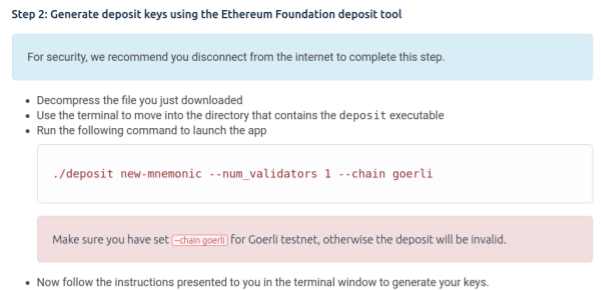 Step 2: Generate deposit keys using the Ethereum Foundation deposit tool
For security, we recommend you disconnect from the internet to complete this step.
• Decompress the file you just downloaded
• Use the terminal to move into the directory that contains the deposit executable
• Run the following command to launch the app
./deposit new-mnemonic --num_validators 1 --chain goerli
Make sure you have set --chain goerli for Goerli testnet, otherwise the deposit will be invalid.
• Now follow the instructions presented to you in the terminal window to generate your keys.